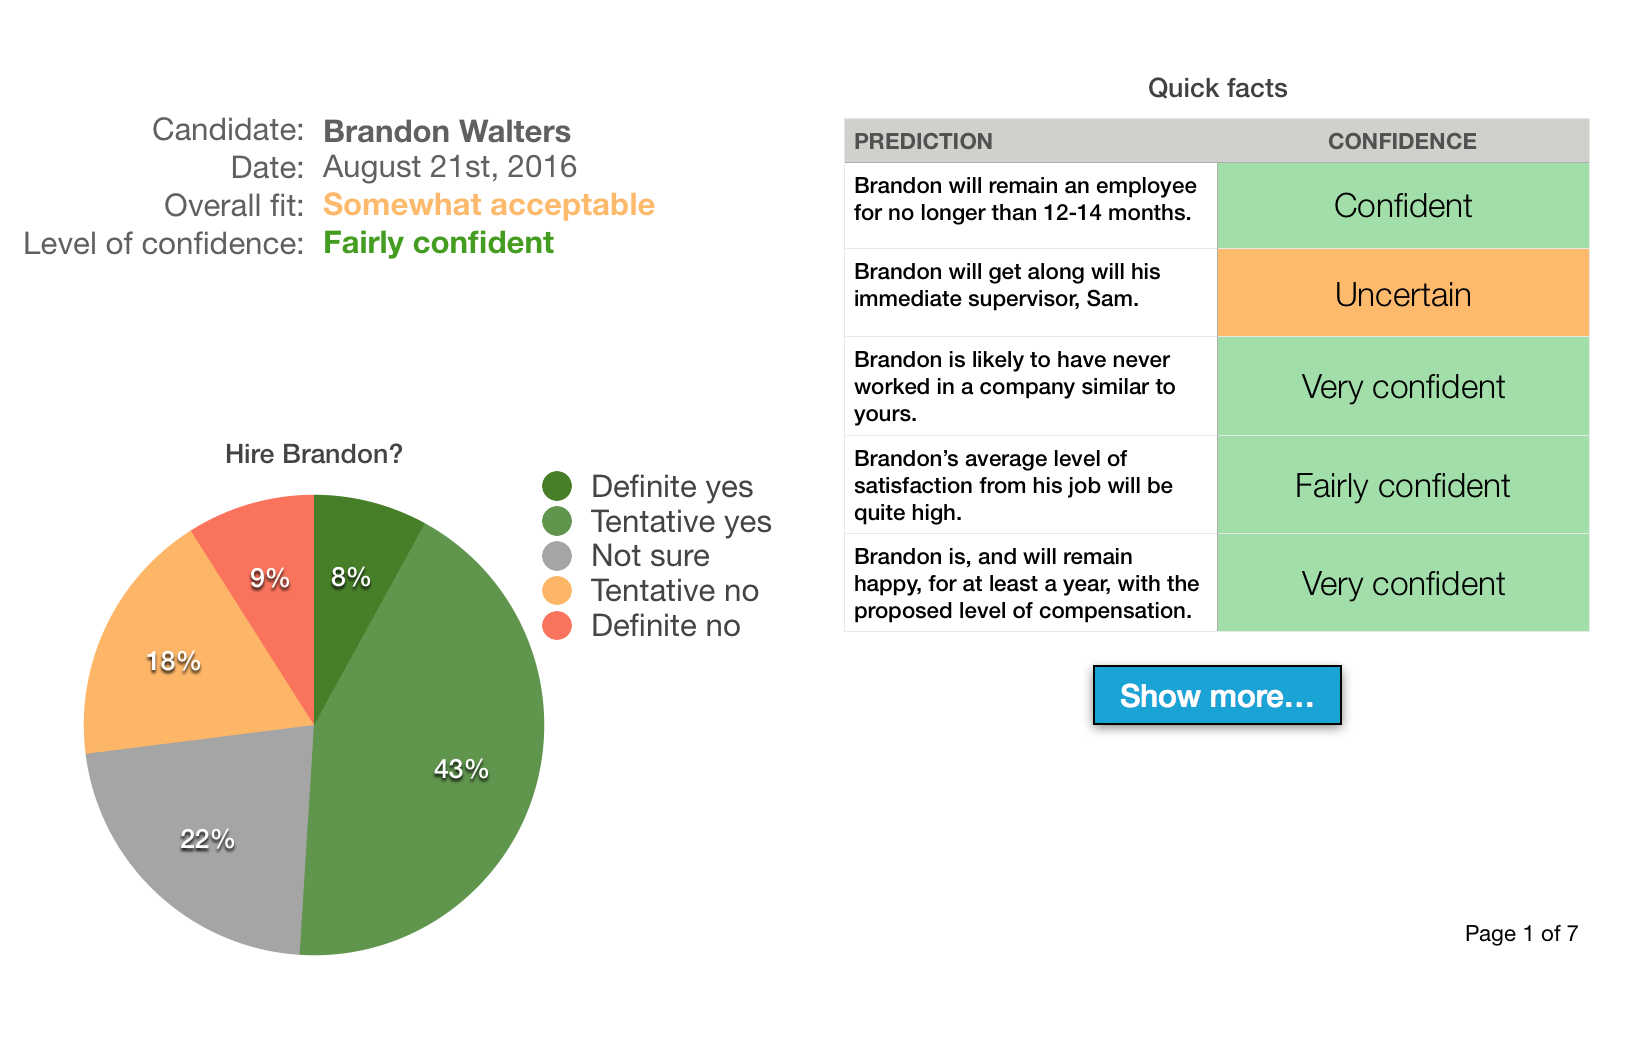 Candidate: Brandon Walters
Date: August 21st, 2016
Overall fit: Somewhat acceptable
Level of confidence: Fairly confident
Hire Brandon?
Definite yes
Tentative yes
Not sure
Tentative no
Definite no
9%
8%
18%
43%
22%
Quick facts
PREDICTION CONFIDENCE
Brandon will remain an employee
for no longer than 12-14 months.
Confident
Brandon will get along will his
immediate supervisor, Sam.
Uncertain
Brandon is likely to have never
worked in a company similar to
yours.
Very confident
Brandon’s average level of
satisfaction from his job will be
quite high.
Fairly confident
Brandon is, and will remain
happy, for at least a year, with the
proposed level of compensation.
Very confident
Show more…
Page 1 of 7